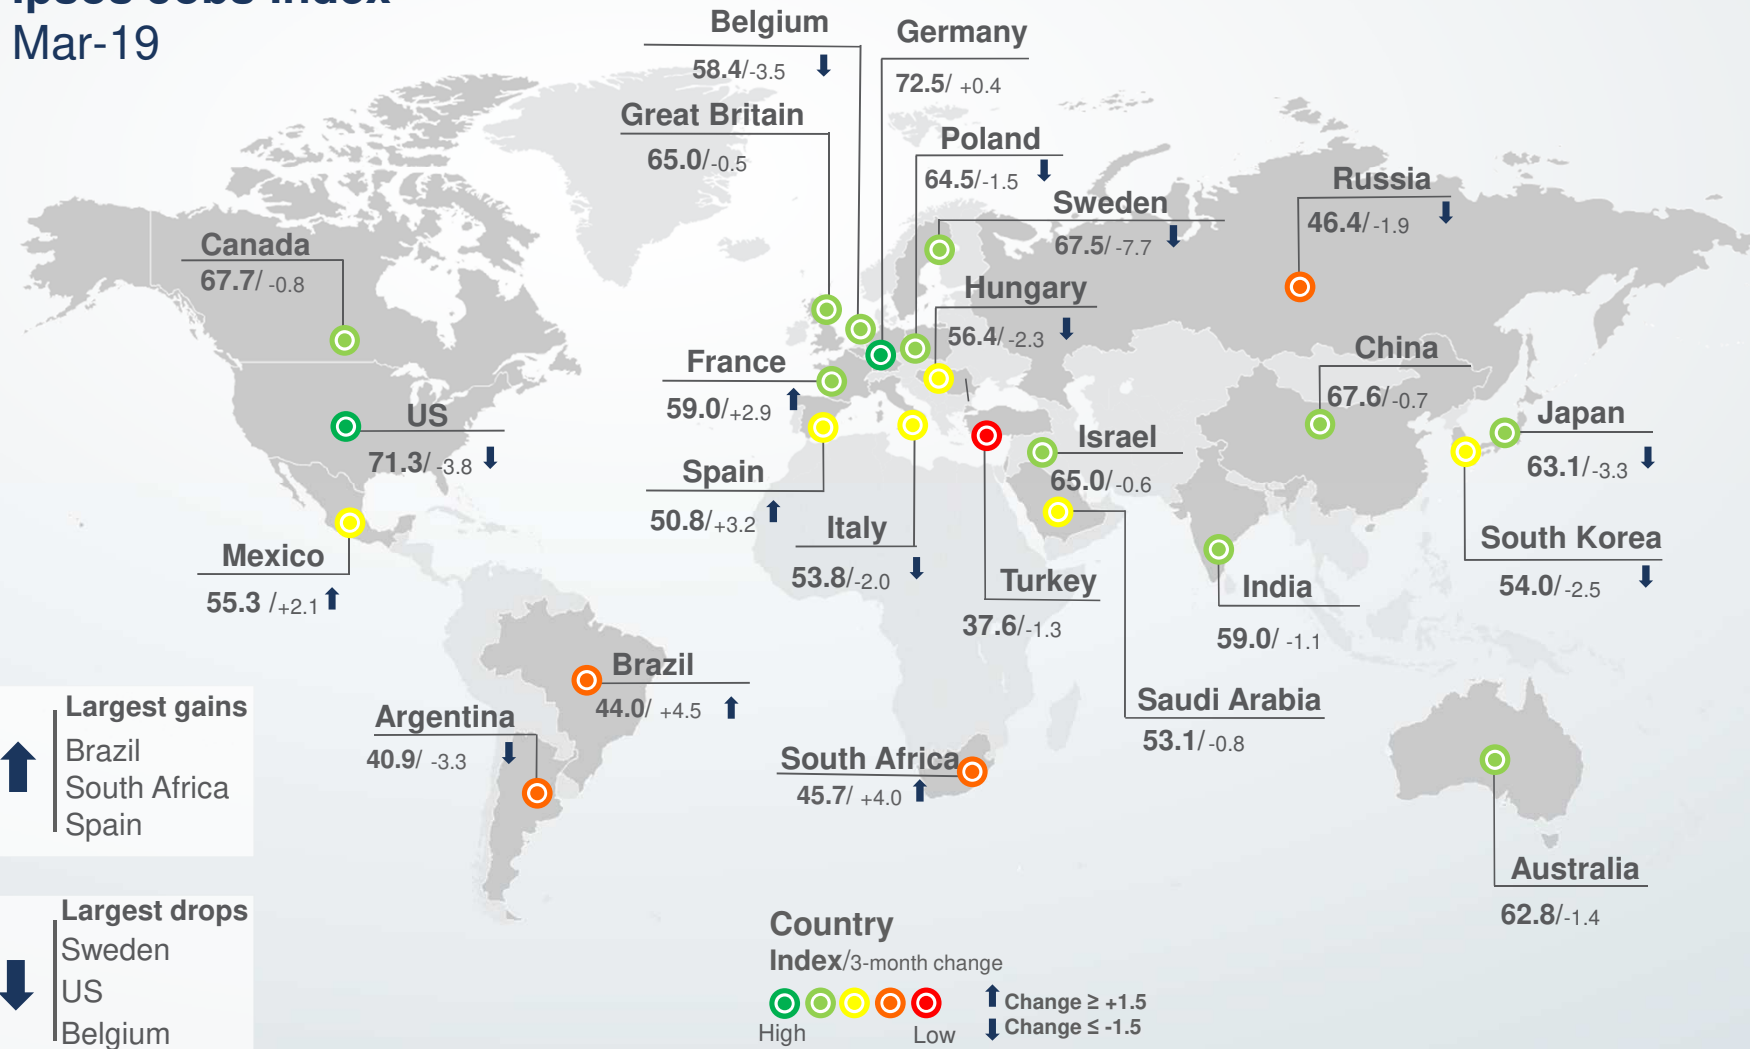 Ipsos Jobs Index
Mar-19
Belgium
58.4/-3.5
Germany
72.5/ +0.4
Great Britain
65.0/-0.5
Poland
64.5/-1.5
Sweden
67.5/ -7.7
Russia
46.4/ -1.9
Canada
67.7/ -0.8
Hungary
56.4/ -2.3
France
59.0/+2.9
China
67.6/-0.7
US
71.3/ -3.8
Japan
63.1/-3.3
Israel
65.0/-0.6
Spain
50.8/+3.2
Italy
53.8/-2.0
South Korea
54.0/ -2.5
Mexico
55.3 /+2.1
Turkey
37.6/-1.3
India
59.0/ -1.1
Brazil
44.0/ +4.5
Argentina
40.9/ -3.3
Saudi Arabia
53.1/-0.8
South Africa
45.7/ +4.0
Australia
62.8/-1.4
Largest gains
Brazil
South Africa
Spain
Largest drops
Sweden
US
Belgium
Country
Index/3-month change
High
Low
Change ≥ +1.5
Change ≤ -1.5